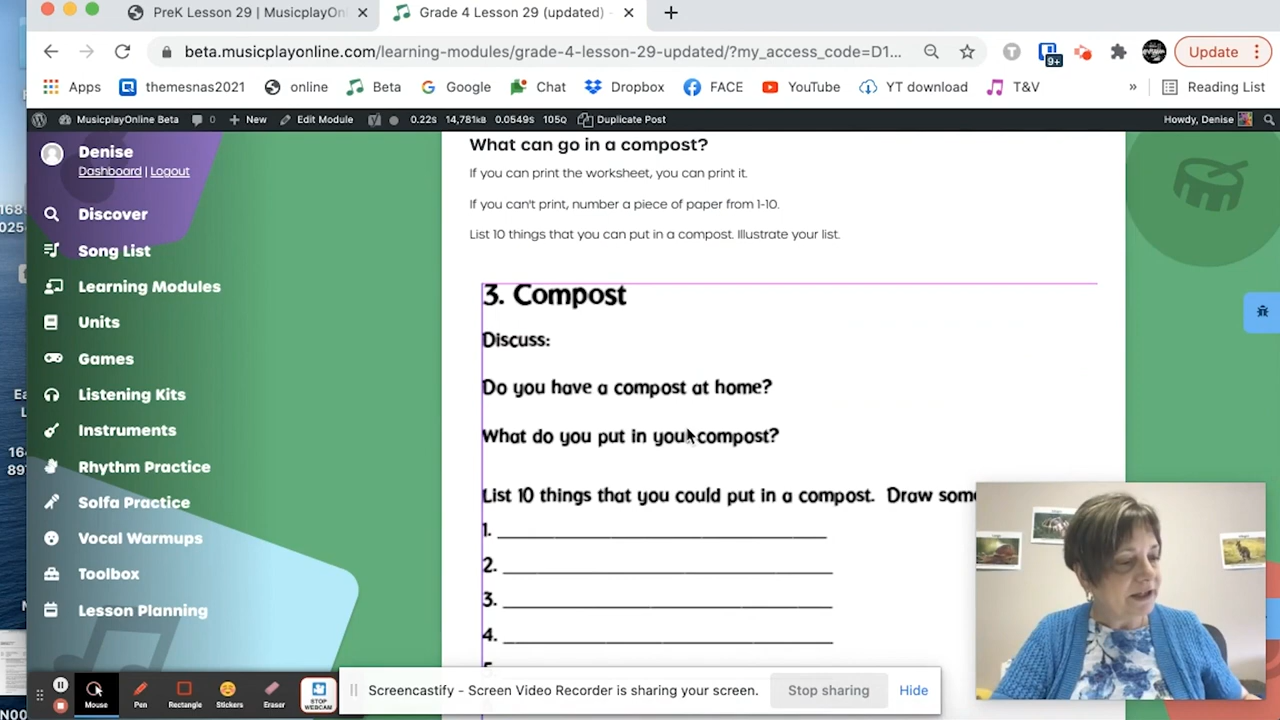 PreK Lesson 29 | MusicplayOnl
Grade 4 Lesson 29 (updated)
beta.musicplayonline.com/learning-modules/grade-4-lesson-29-updated/?my_access_code=D1...
9+
Update
Apps
themesnas2021
online
Beta
Google
Chat
Dropbox
FACE
YouTube
YT download
T&V
»
Reading List
MusicplayOnline Beta
0
New
Edit Module
0.22s 14,781kB 0.0549s 105Q
Duplicate Post
Howdy, Denise
Denise
Dashboard | Logout
Discover
Song List
Learning Modules
Units
Games
Listening Kits
Instruments
Rhythm Practice
Solfa Practice
Vocal Warmups
Toolbox
Lesson Planning
What can go in a compost?
If you can print the worksheet, you can print it.
If you can't print, number a piece of paper from 1-10.
List 10 things that you can put in a compost. Illustrate your list.
3. Compost
Discuss:
Do you have a compost at home?
What do you put in your compost?
List 10 things that you could put in a compost. Draw som
1.
2.
3.
4.
Mouse
Pen
Rectangle
Stickers
Eraser
STOP WEBCAM
Screencastify - Screen Video Recorder is sharing your screen.
Stop sharing
Hide